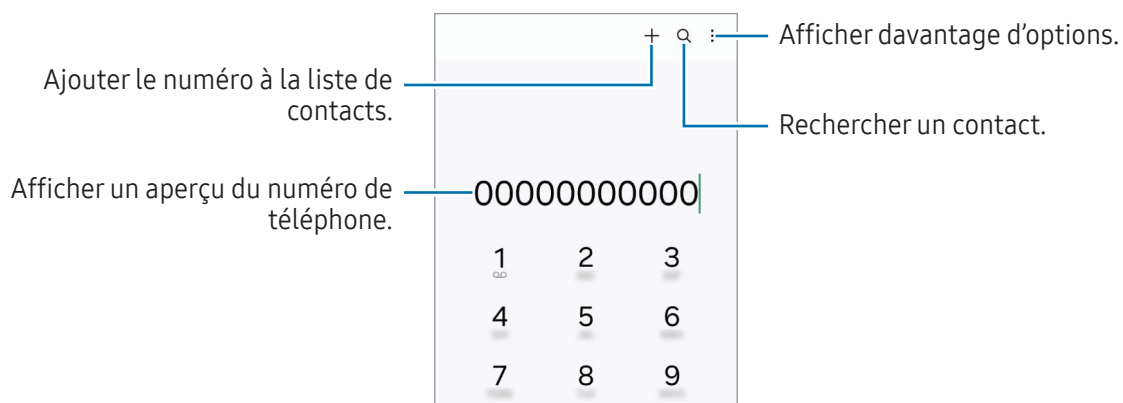 Afficher davantage d'options.
Ajouter le numéro à la liste de
contacts.
Rechercher un contact.
Afficher un aperçu du numéro de
téléphone.
00000000000
1 2 3
4 5 6
7 8 9